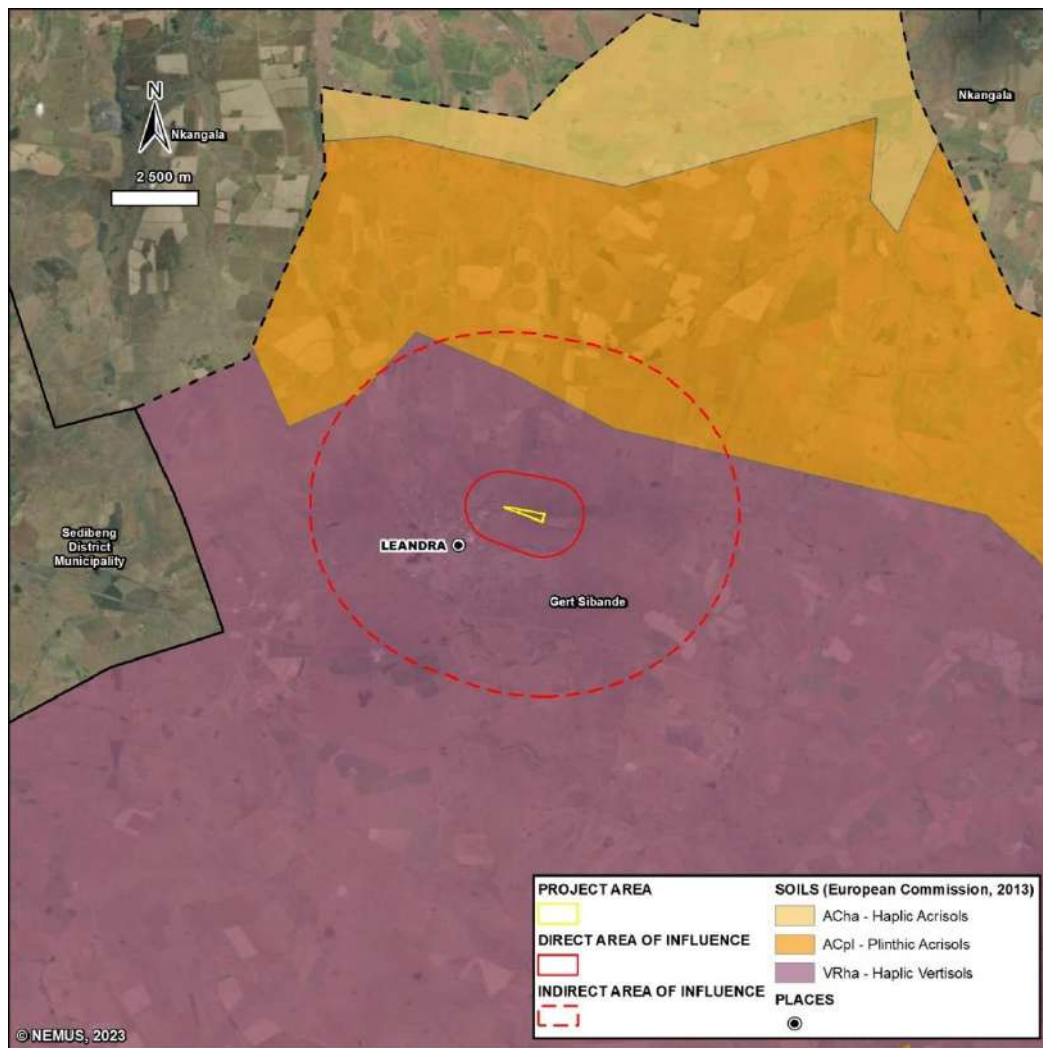 N
Nkangala
2 500 m
Nkangala
Sedibeng
District
Municipality
LEANDRA
Gert Sibande
PROJECT AREA
DIRECT AREA OF INFLUENCE
INDIRECT AREA OF INFLUENCE
SOILS (European Commission, 2013)
ACha - Haplic Acrisols
ACpl - Plinthic Acrisols
VRha - Haplic Vertisols
PLACES
© NEMUS, 2023